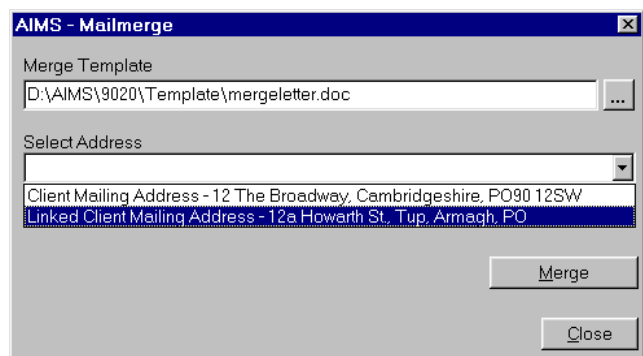 AIMS - Mailmerge
Merge Template
D:\AIMS\9020\Template\mergeletter.doc
...
Select Address
Client Mailing Address - 12 The Broadway, Cambridgeshire, PO90 12SW
Linked Client Mailing Address - 12a Howarth St., Tup, Armagh, PO
Merge
Close